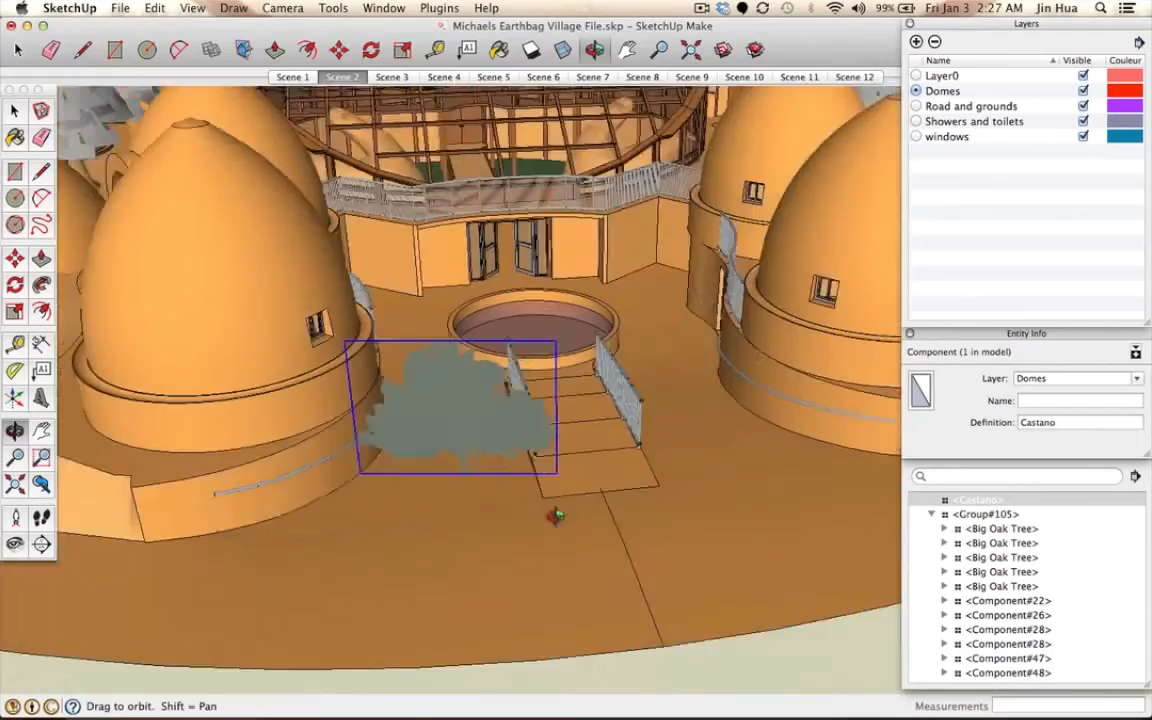 SketchUp File Edit View Draw Camera Tools Window Plugins Help 99% Fri Jan 3 2:27 AM Jin Hua
Michaels Earthbag Village File.skp – SketchUp Make
A1
Scene 1 Scene 2 Scene 3 Scene 4 Scene 5 Scene 6 Scene 7 Scene 8 Scene 9 Scene 10 Scene 11 Scene 12
Layers
Name Visible Couleur
Layer0
Domes
Road and grounds
Showers and toilets
windows
Entity Info
Component (1 in model)
Layer: Domes
Name:
Definition: Castano
<Castano>
<Group#105>
<Big Oak Tree>
<Big Oak Tree>
<Big Oak Tree>
<Big Oak Tree>
<Big Oak Tree>
<Component#22>
<Component#26>
<Component#28>
<Component#28>
<Component#47>
<Component#48>
A1
Drag to orbit. Shift = Pan
Measurements